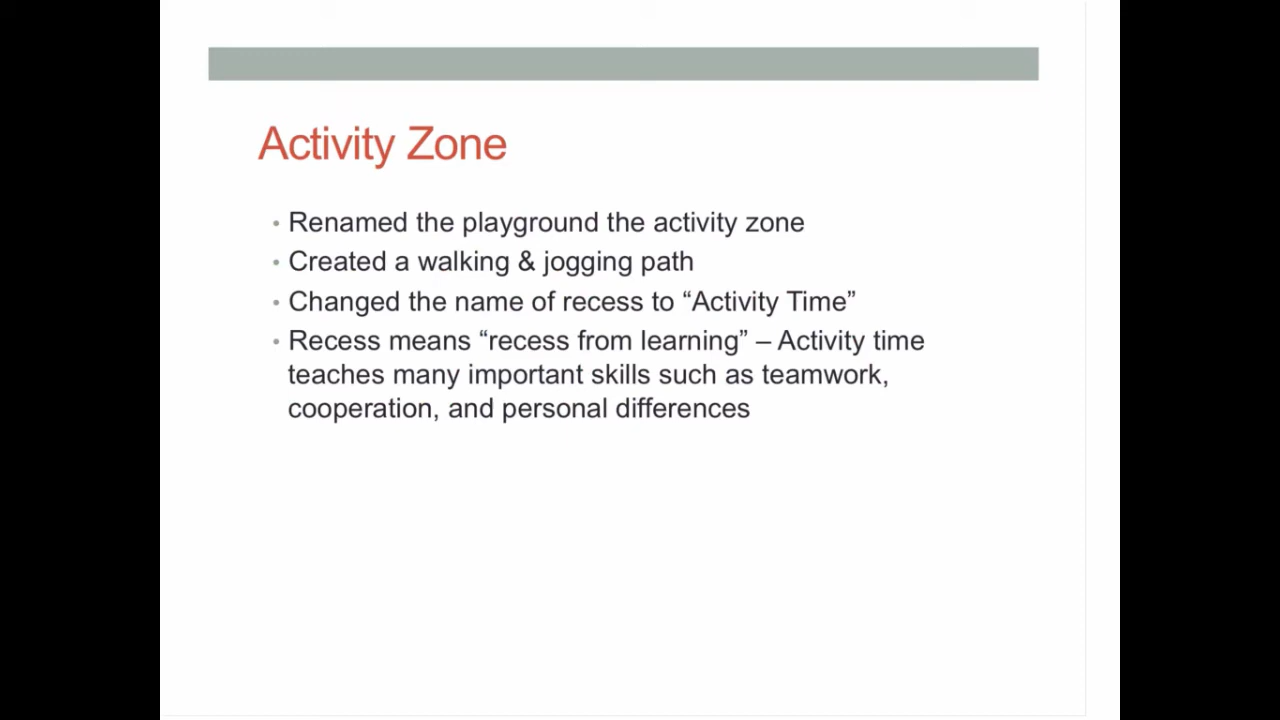 Activity Zone
• Renamed the playground the activity zone
• Created a walking & jogging path
• Changed the name of recess to “Activity Time”
• Recess means “recess from learning” – Activity time
teaches many important skills such as teamwork,
cooperation, and personal differences